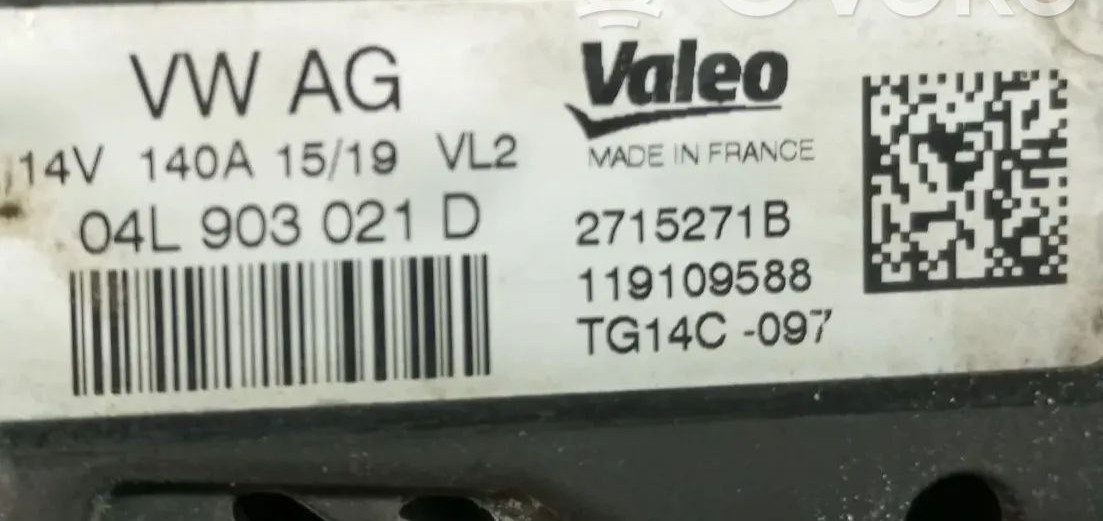 VW AG
14V 140A 15/19 VL2
04L 903 021 D
Valeo
MADE IN FRANCE
2715271B
119109588
TG14C -097